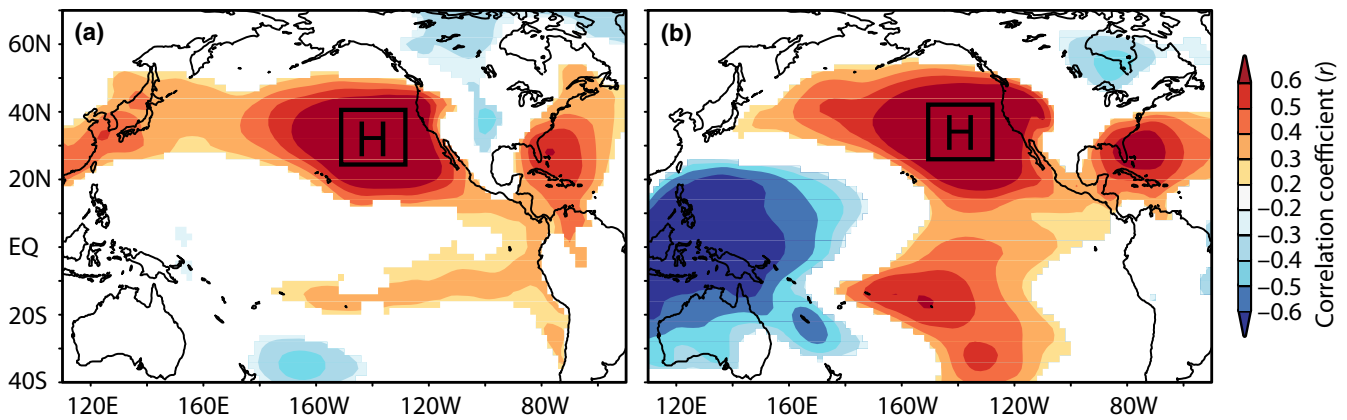 (a)
(b)
60N
40N
20N
EQ
20S
40S
H
H
120E 160E 160W 120W 80W
120E 160E 160W 120W 80W
0.6
0.5
0.4
0.3
0.2
−0.2
−0.3
−0.4
−0.5
−0.6
Correlation coefficient (r)